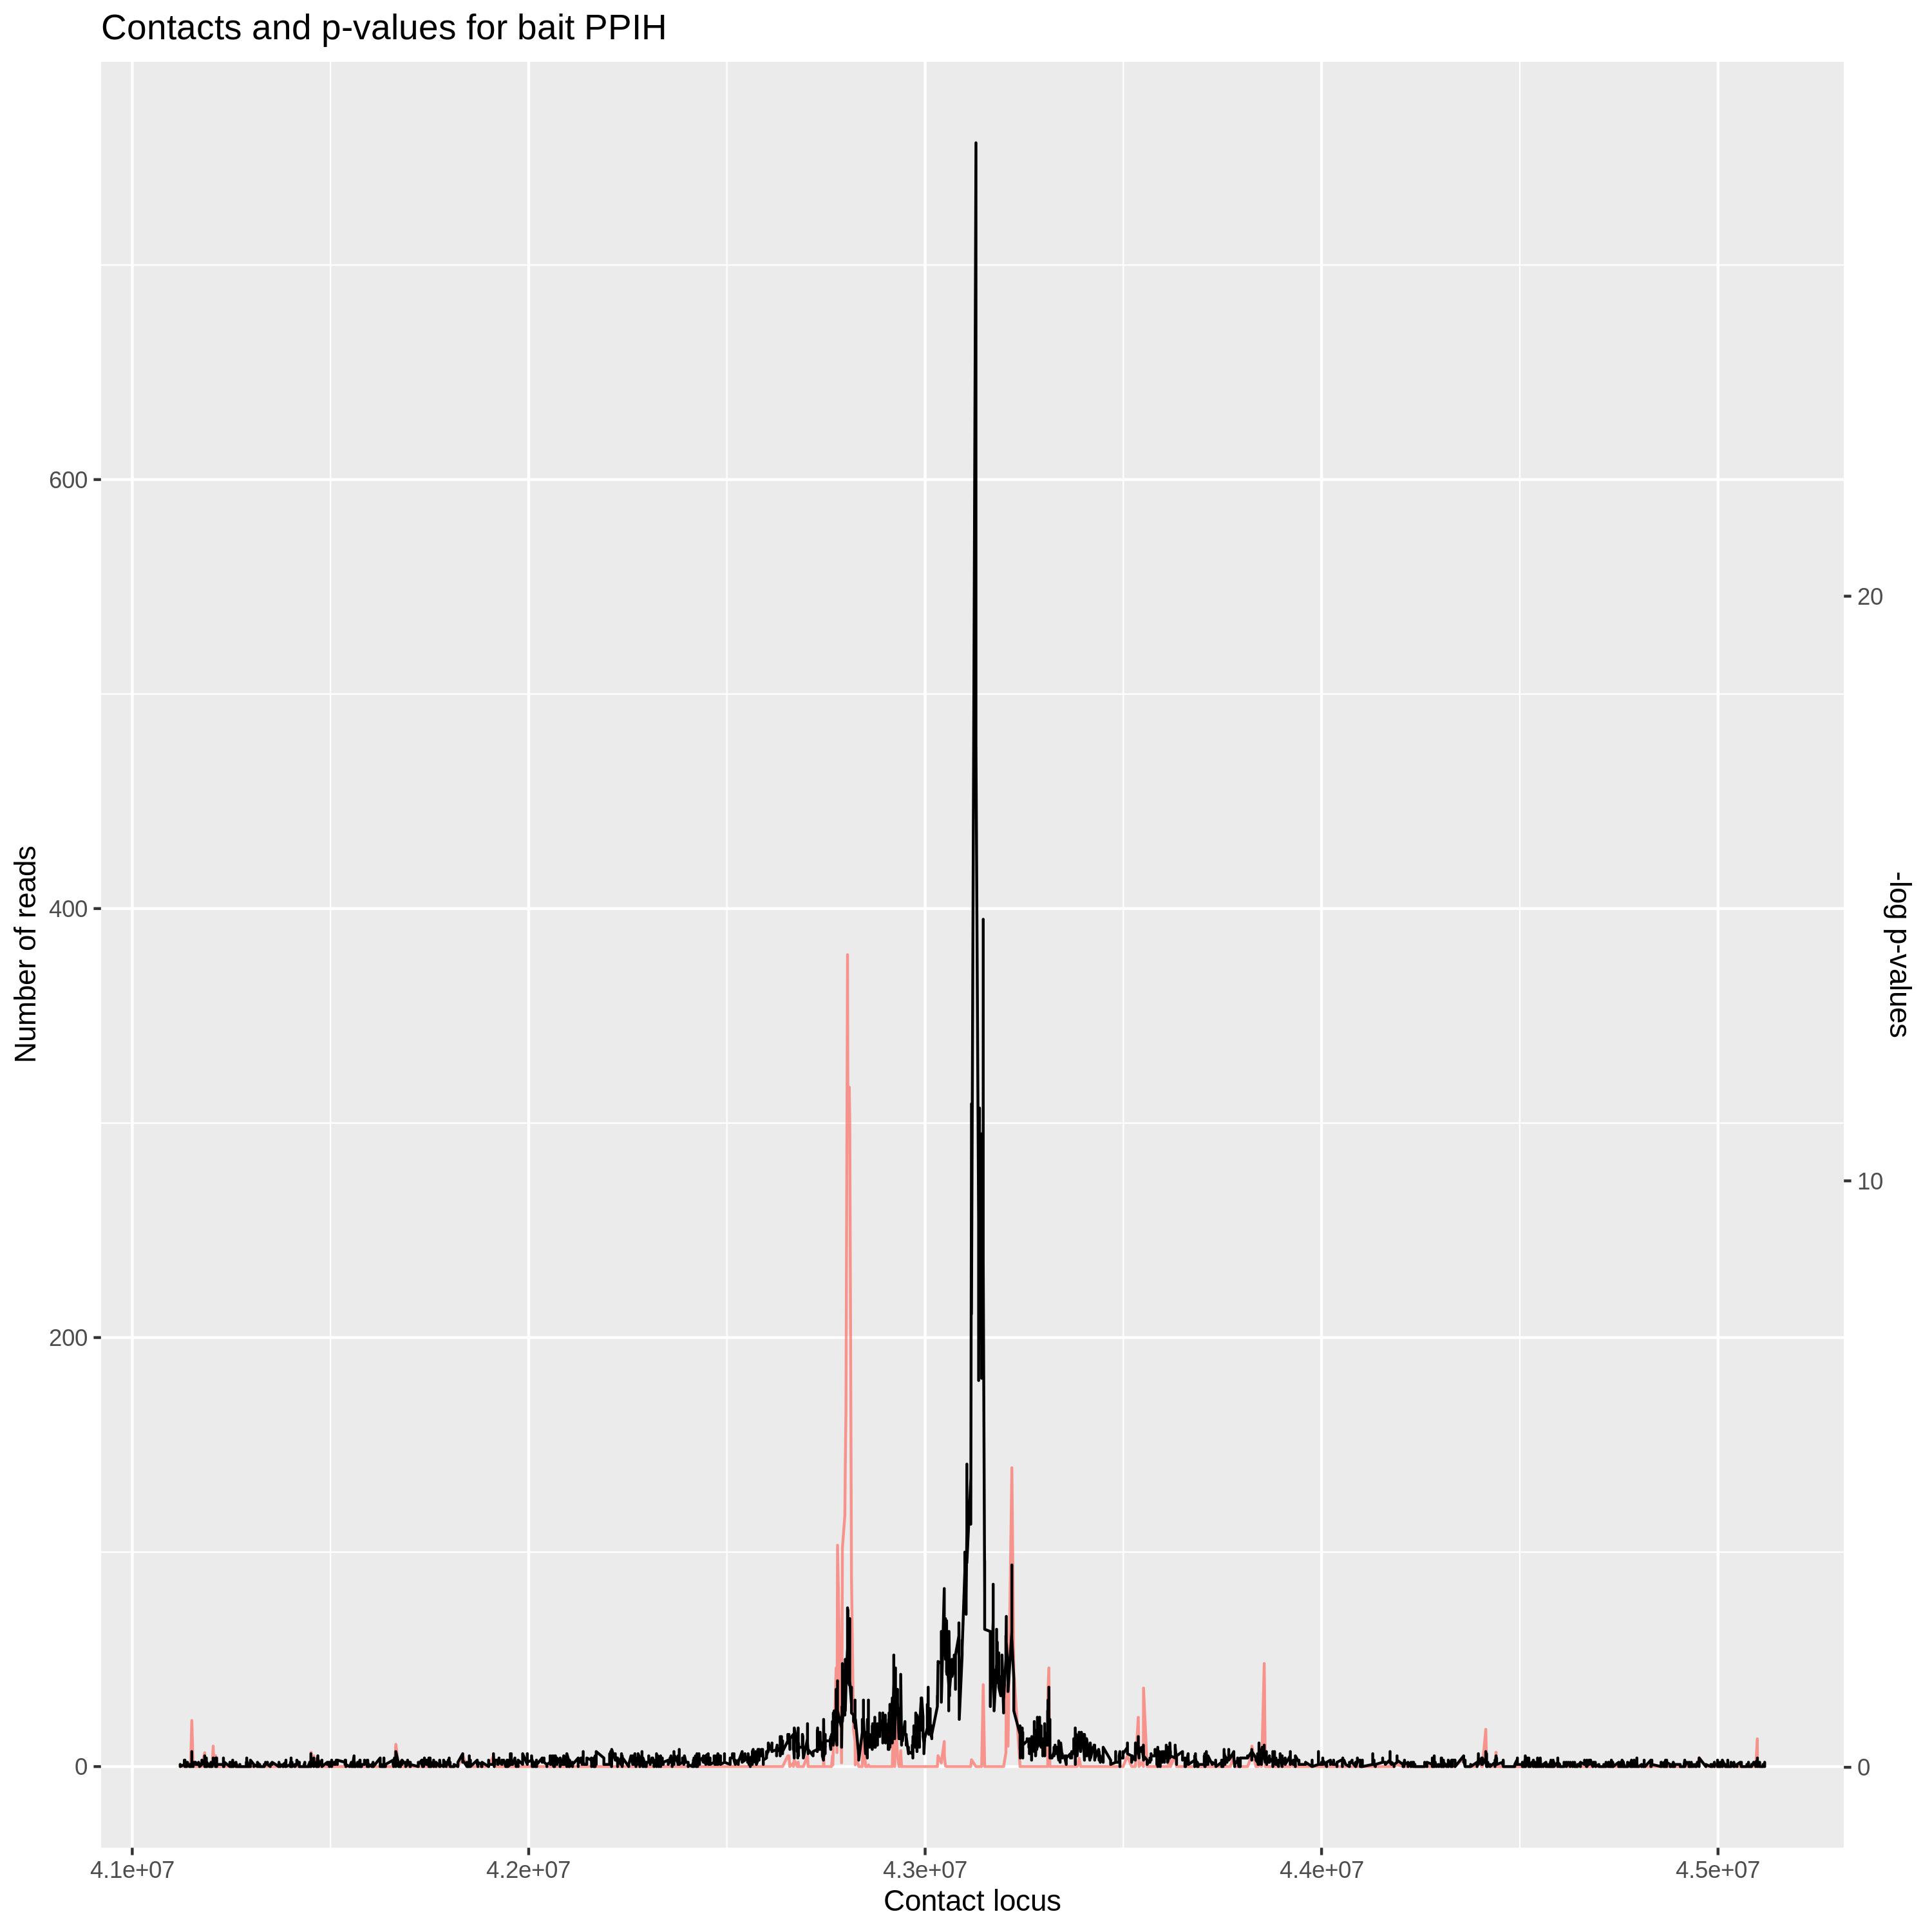 Contacts and p-values for bait PPIH
Number of reads
600
400
200
0
20
10
0
-log p-values
4.1e+07 4.2e+07 4.3e+07 4.4e+07 4.5e+07
Contact locus